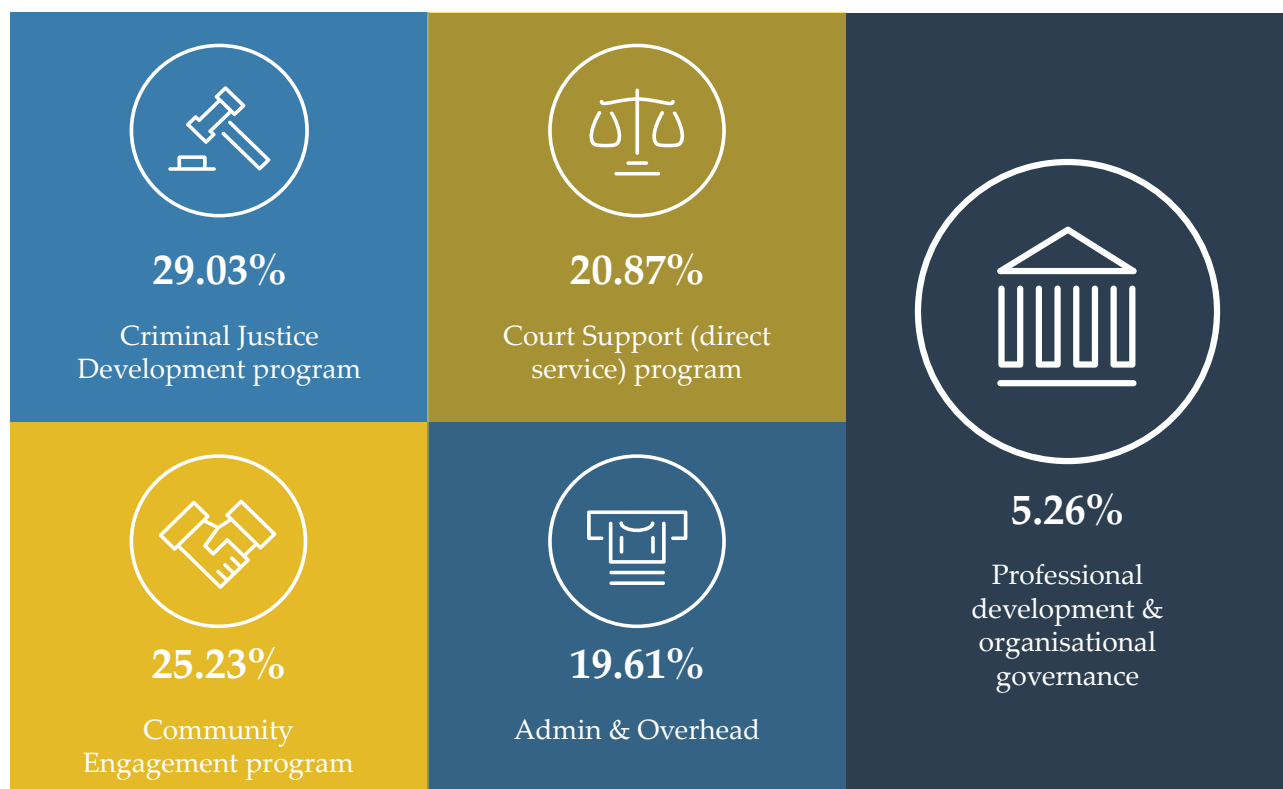 29.03%
Criminal Justice
Development program
20.87%
Court Support (direct
service) program
25.23%
Community
Engagement program
19.61%
Admin & Overhead
5.26%
Professional
development &
organisational
governance